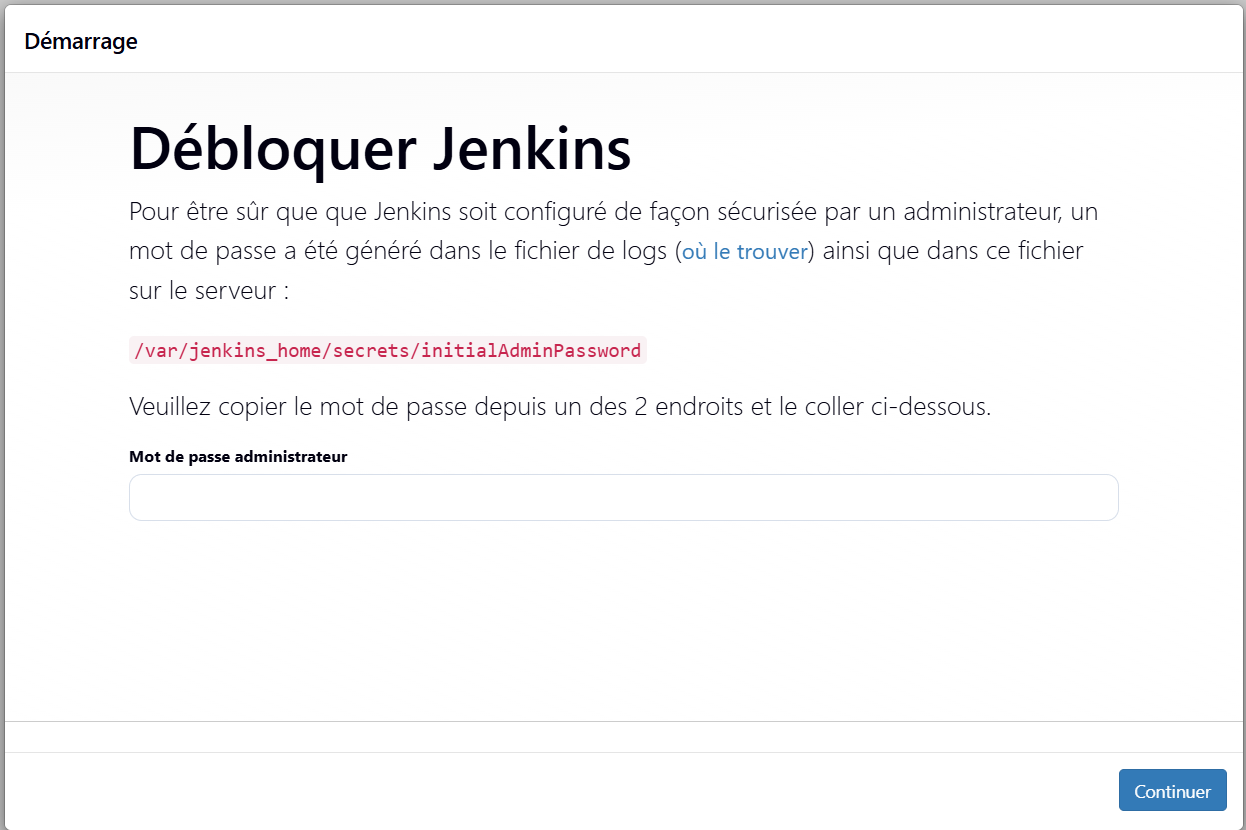 Démarrage
Débloquer Jenkins
Pour être sûr que que Jenkins soit configuré de façon sécurisée par un administrateur, un
mot de passe a été généré dans le fichier de logs (où le trouver) ainsi que dans ce fichier
sur le serveur :
/var/jenkins_home/secrets/initialAdminPassword
Veuillez copier le mot de passe depuis un des 2 endroits et le coller ci-dessous.
Mot de passe administrateur
Continuer